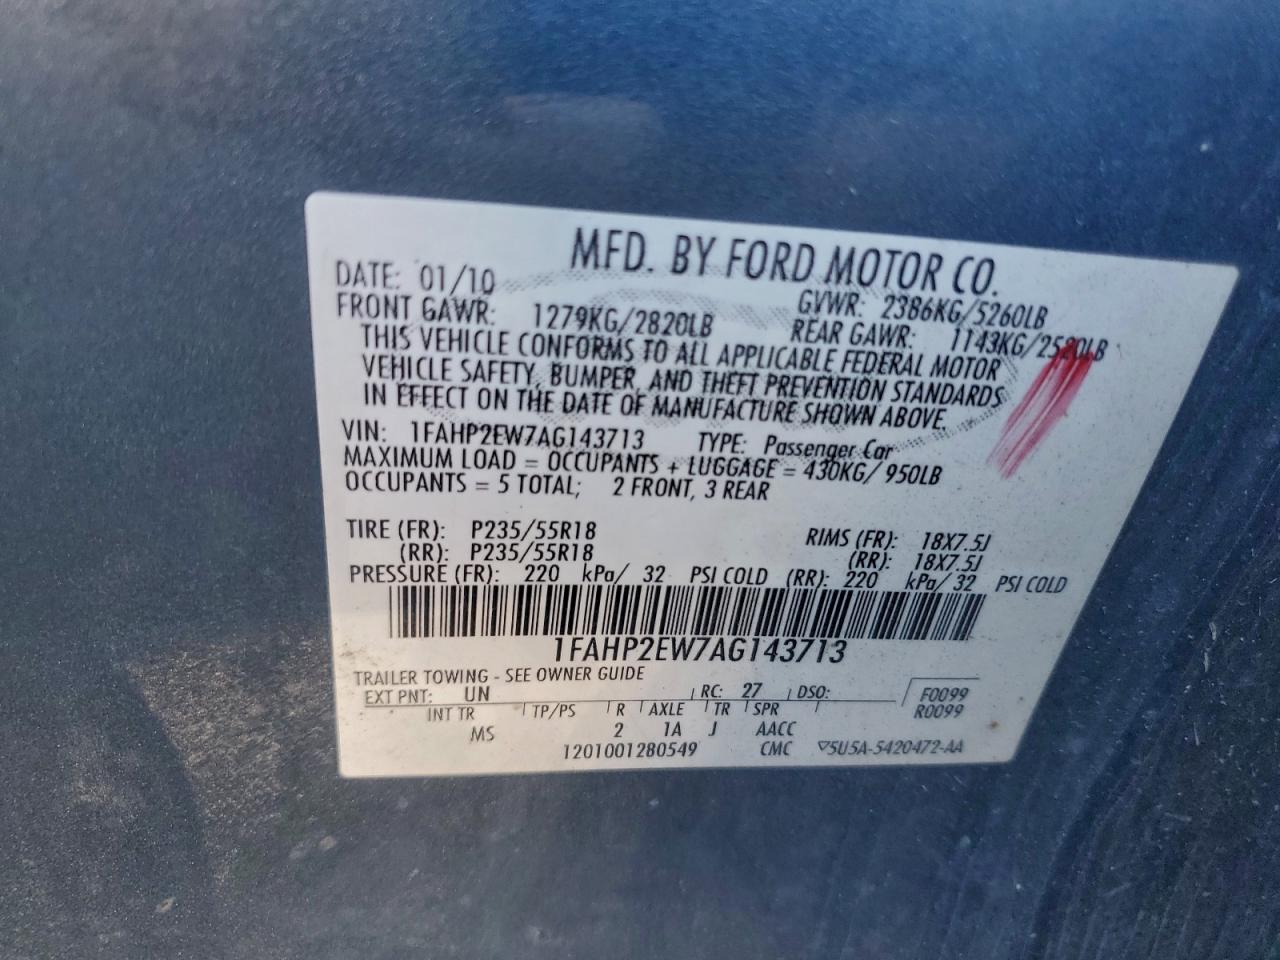 MFD. BY FORD MOTOR CO.
DATE: 01/10 GVWR: 2386KG/5260LB
FRONT GAWR: 1279KG/2820LB REAR GAWR: 1143KG/2520LB
THIS VEHICLE CONFORMS TO ALL APPLICABLE FEDERAL MOTOR
VEHICLE SAFETY, BUMPER, AND THEFT PREVENTION STANDARDS
IN EFFECT ON THE DATE OF MANUFACTURE SHOWN ABOVE.
VIN: 1FAHP2EW7AG143713 TYPE: Passenger Car
MAXIMUM LOAD = OCCUPANTS + LUGGAGE = 430KG/ 950LB
OCCUPANTS = 5 TOTAL; 2 FRONT, 3 REAR
TIRE (FR): P235/55R18 RIMS (FR): 18X7.5J
(RR): P235/55R18 (RR): 18X7.5J
PRESSURE (FR): 220 kPa/ 32 PSI COLD (RR): 220 kPa/ 32 PSI COLD
1FAHP2EW7AG143713
TRAILER TOWING - SEE OWNER GUIDE
EXT PNT: UN RC: 27 DSO: F0099
INT TR TP/PS R AXLE TR SPR R0099
MS 2 1A J AACC
1201001280549 CMC ▽5U5A-5420472-AA